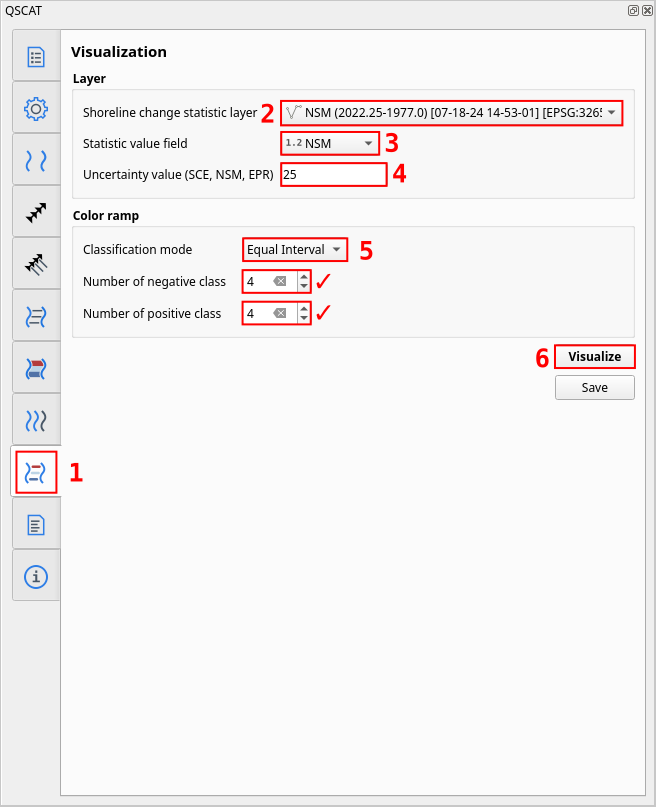 QSCAT
Visualization
Layer
Shoreline change statistic layer 2 NSM (2022.25-1977.0) [07-18-24 14-53-01] [EPSG:3265
Statistic value field 1.2 NSM 3
Uncertainty value (SCE, NSM, EPR) 25 4
Color ramp
Classification mode Equal Interval 5
Number of negative class 4 ✓
Number of positive class 4 ✓
6 Visualize
Save
1